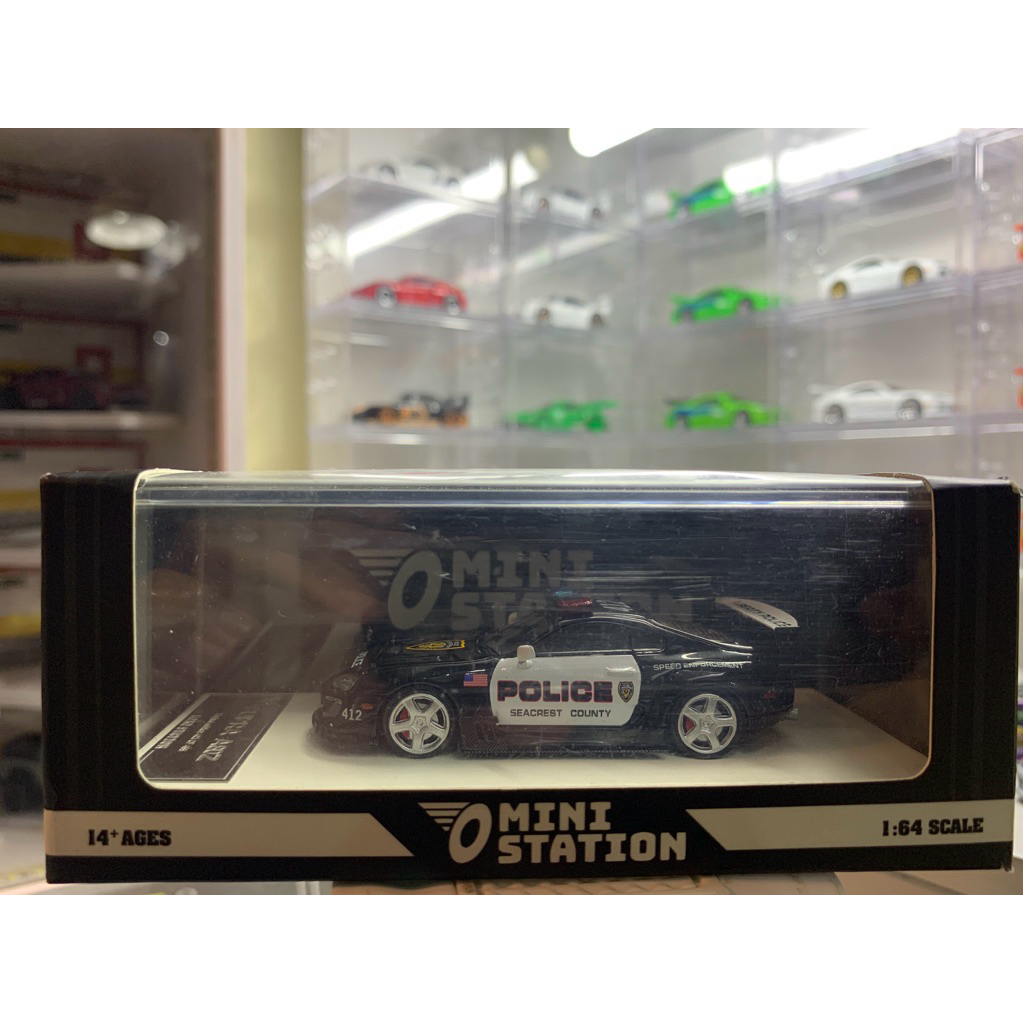 MINI
STATION
POLICE
SEACREST COUNTY
SPEED ENFORCEMENT
412
14+ AGES
MINI
STATION
1:64 SCALE